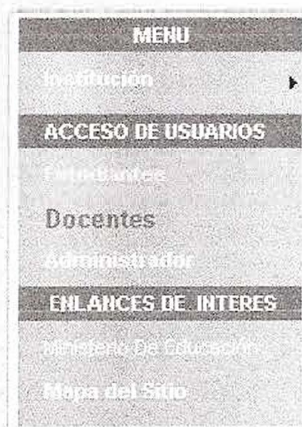 MENU
Institución
ACCESO DE USUARIOS
Estudiantes
Docentes
Administrador
ENLANCES DE INTERES
Ministerio De Educación
Mapa del Sitio